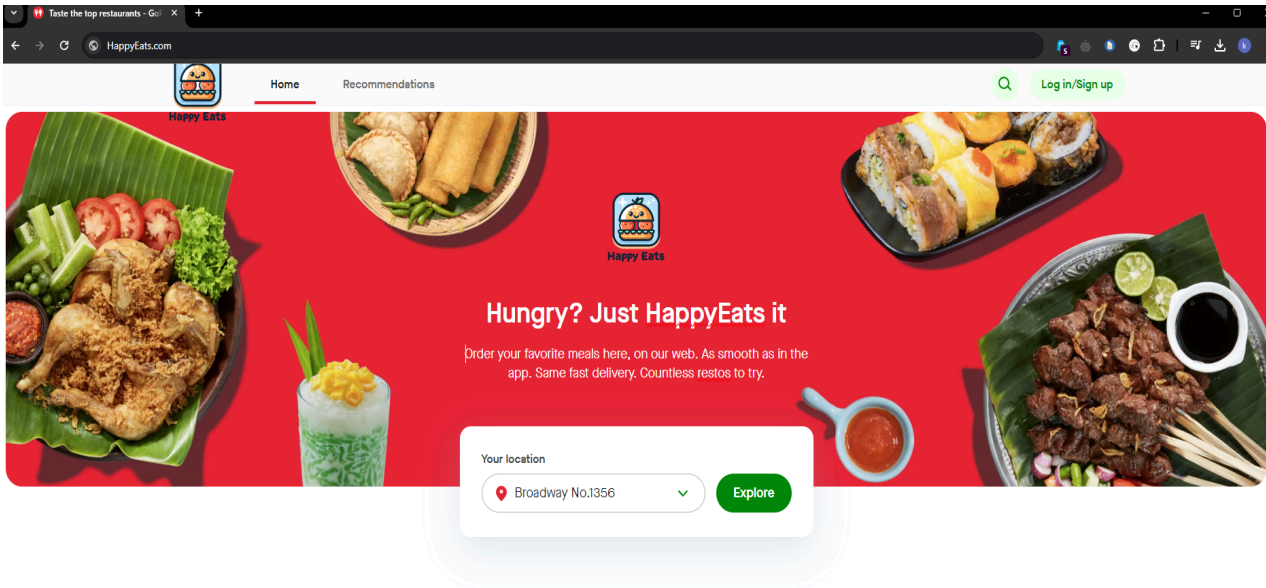 Taste the top restaurants - Gof
HappyEats.com
5
k
Happy Eats
Home
Recommendations
Log in/Sign up
Happy Eats
Hungry? Just HappyEats it
Order your favorite meals here, on our web. As smooth as in the
app. Same fast delivery. Countless restos to try.
Your location
Broadway No.1356
Explore